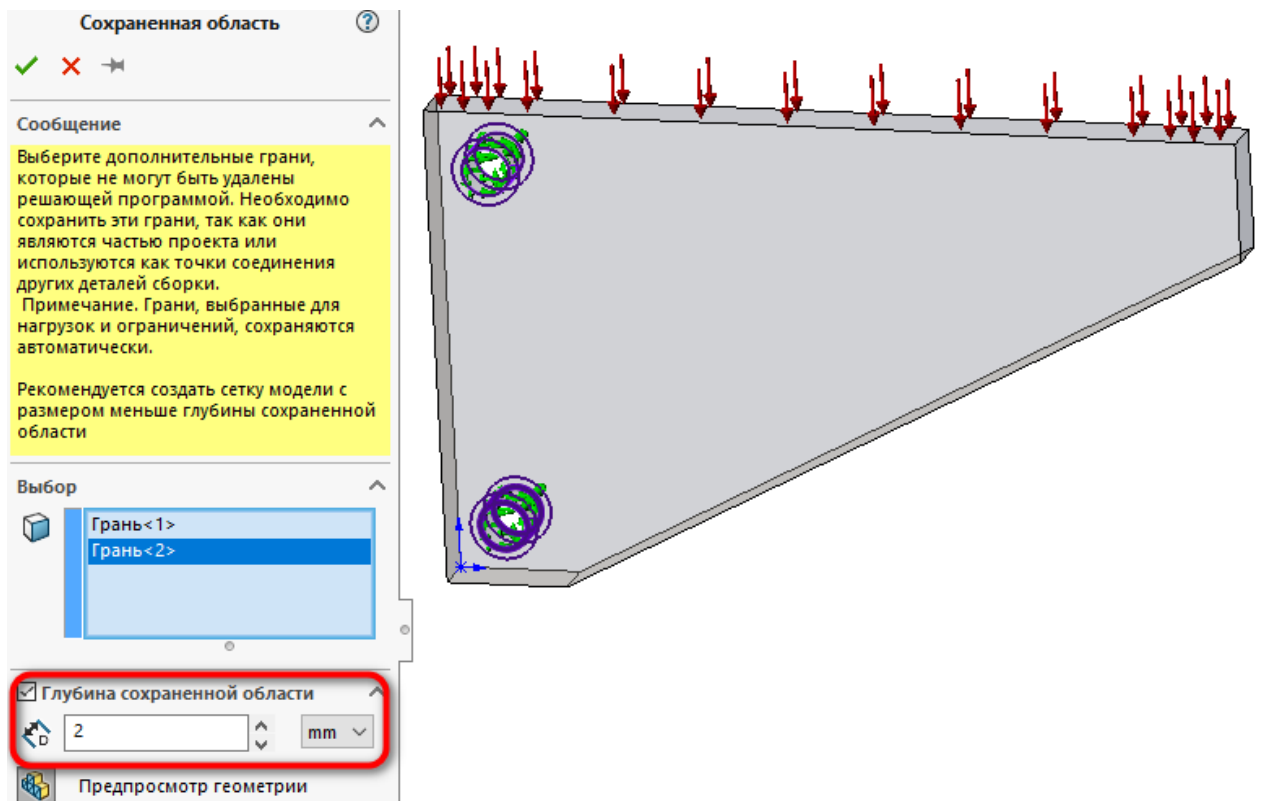 Сохраненная область
Сообщение
Выберите дополнительные грани,
которые не могут быть удалены
решающей программой. Необходимо
сохранить эти грани, так как они
являются частью проекта или
используются как точки соединения
других деталей сборки.
Примечание. Грани, выбранные для
нагрузок и ограничений, сохраняются
автоматически.
Рекомендуется создать сетку модели с
размером меньше глубины сохраненной
области
Выбор
Грань<1>
Грань<2>
Глубина сохраненной области
D 2 mm
Предпросмотр геометрии